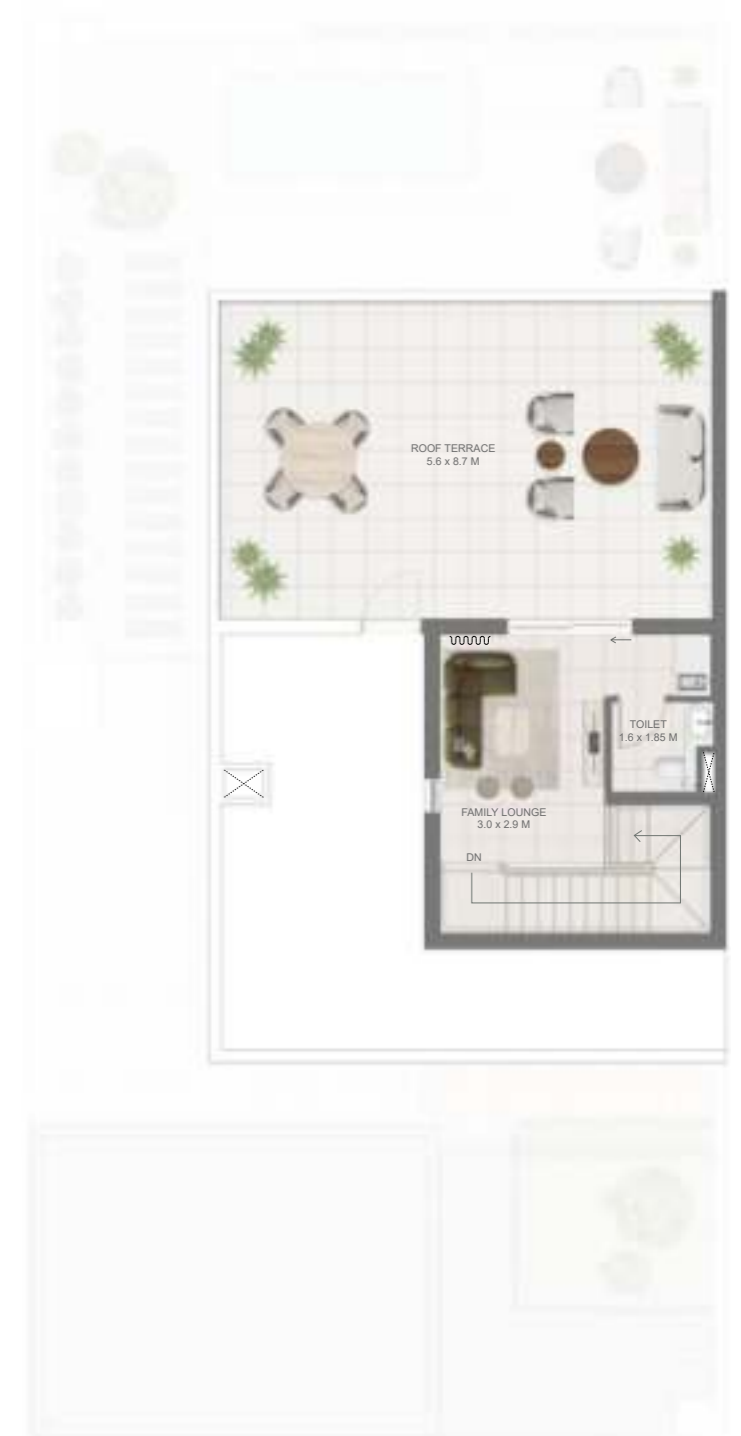 ROOF TERRACE
5.6 x 8.7 M
TOILET
1.6 x 1.85 M
FAMILY LOUNGE
3.0 x 2.9 M
DN